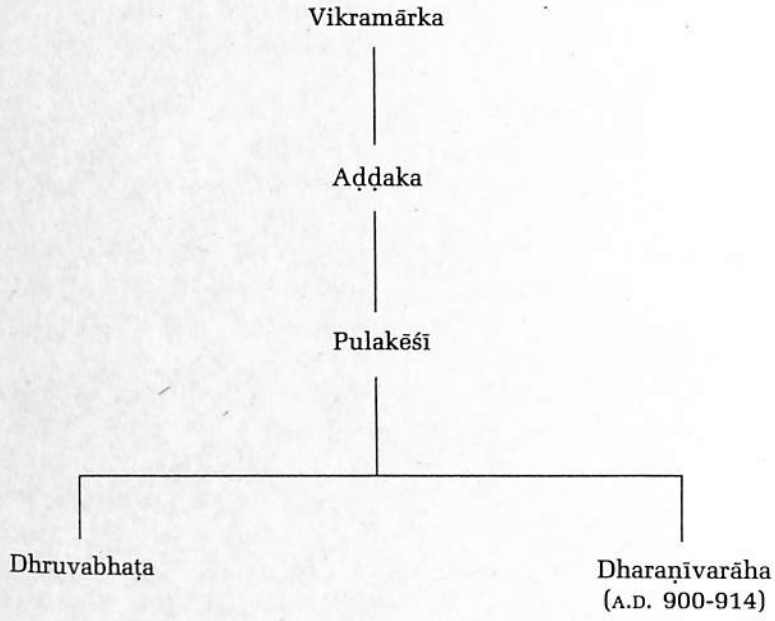 Vikramārka
Aḍḍaka
Pulakēśī
Dhruvabhaṭa
Dharaṇīvarāha
(A.D. 900-914)